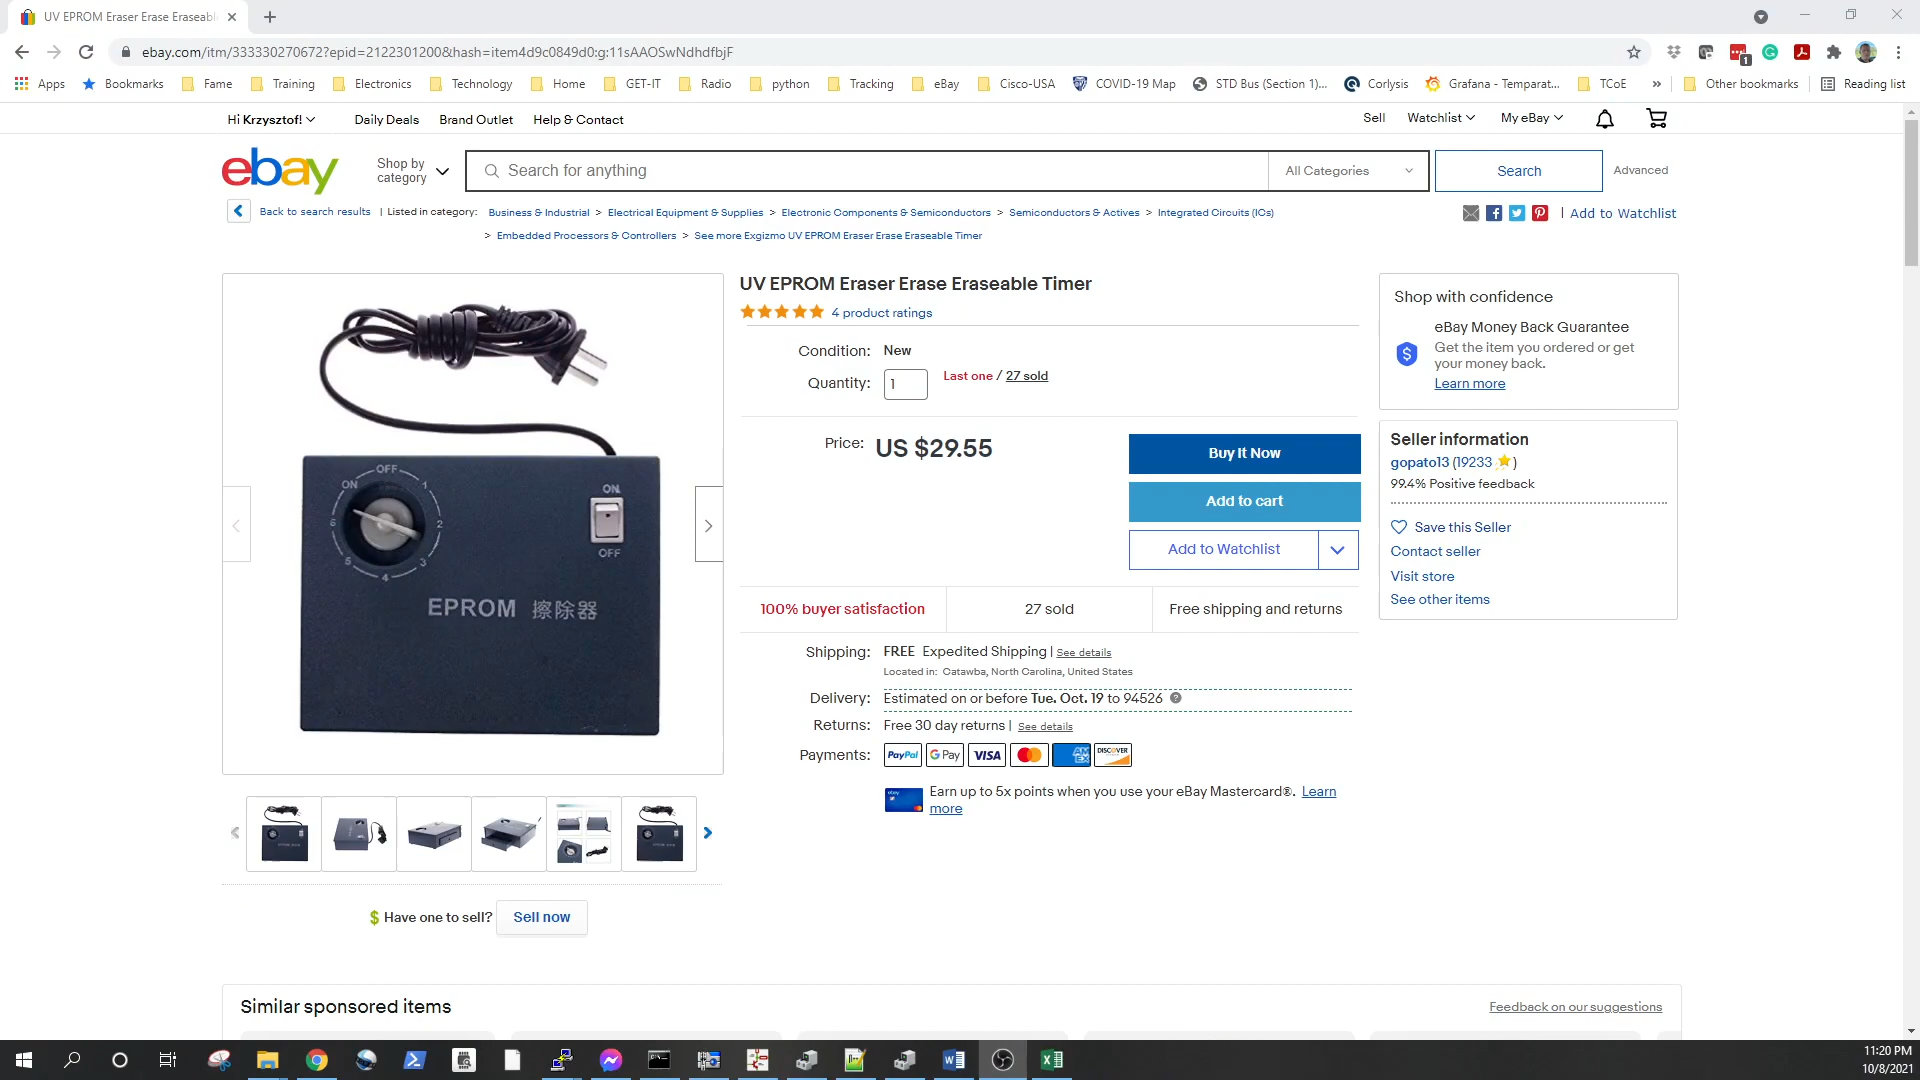 UV EPROM Eraser Erase Eraseabl
ebay.com/itm/333330270672?epid=2122301200&hash=item4d9c0849d0:g:11sAAOSwNdhdfbjF
Apps Bookmarks Fame Training Electronics Technology Home GET-IT Radio python Tracking eBay Cisco-USA COVID-19 Map STD Bus (Section 1)... Corlysis Grafana - Temparat... TCoE » Other bookmarks Reading list
Hi Krzysztof! Daily Deals Brand Outlet Help & Contact Sell Watchlist My eBay
ebay Shop by category Search for anything All Categories Search Advanced
Back to search results | Listed in category: Business & Industrial > Electrical Equipment & Supplies > Electronic Components & Semiconductors > Semiconductors & Actives > Integrated Circuits (ICs) | Add to Watchlist
> Embedded Processors & Controllers > See more Exgizmo UV EPROM Eraser Erase Eraseable Timer
OFF
ON 1
6 2
5 3
4
ON
OFF
EPROM 擦除器
Have one to sell? Sell now
UV EPROM Eraser Erase Eraseable Timer
4 product ratings
Condition: New
Quantity: 1 Last one / 27 sold
Price: US $29.55
Buy It Now
Add to cart
Add to Watchlist
100% buyer satisfaction 27 sold Free shipping and returns
Shipping: FREE Expedited Shipping | See details
Located in: Catawba, North Carolina, United States
Delivery: Estimated on or before Tue. Oct. 19 to 94526
Returns: Free 30 day returns | See details
Payments: PayPal G Pay VISA AMEX DISCOVER
Earn up to 5x points when you use your eBay Mastercard®. Learn
more
Shop with confidence
eBay Money Back Guarantee
Get the item you ordered or get
your money back.
Learn more
Seller information
gopato13 (19233)
99.4% Positive feedback
Save this Seller
Contact seller
Visit store
See other items
Similar sponsored items Feedback on our suggestions
11:20 PM
10/8/2021